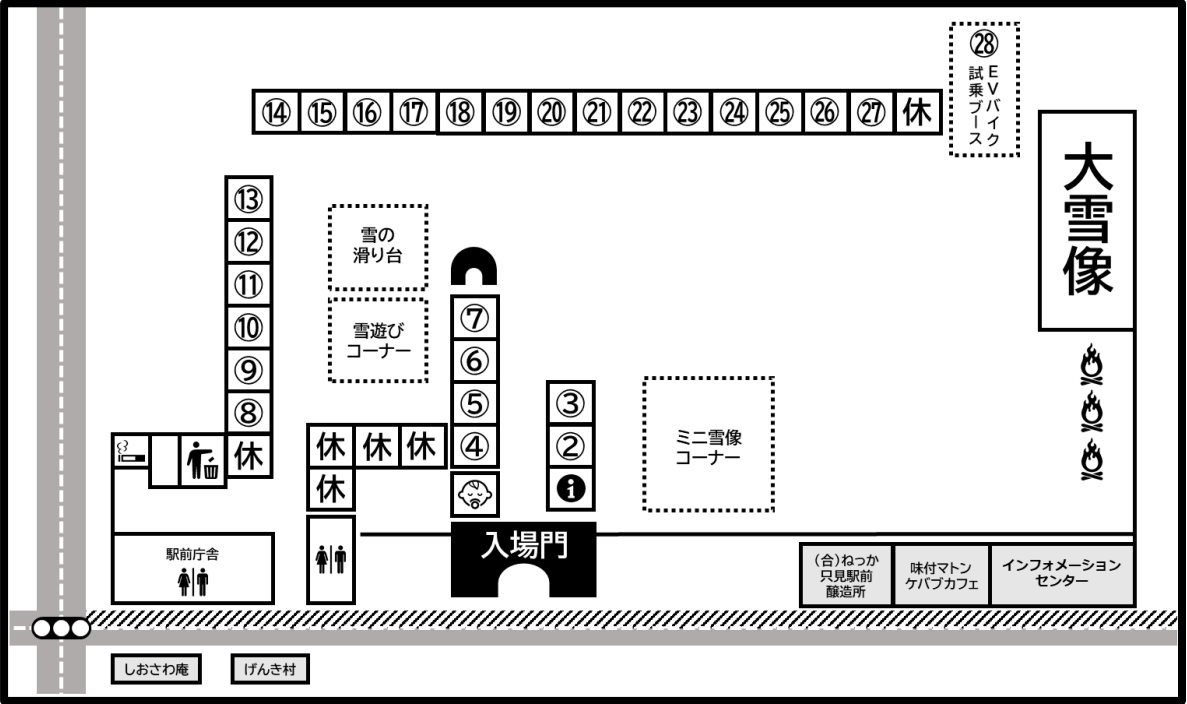 ㉘
EVバイク
試乗ブース
⑭ ⑮ ⑯ ⑰ ⑱ ⑲ ⑳ ㉑ ㉒ ㉓ ㉔ ㉕ ㉖ ㉗ 休
大雪像
⑬
⑫
⑪
⑩
⑨
⑧
休
雪の
滑り台
雪遊び
コーナー
⑦
⑥
⑤
④
③
②
i
休 休 休
休
ミニ雪像
コーナー
入場門
駅前庁舎
(合)ねっか
只見駅前
醸造所
味付マトン
ケバブカフェ
インフォメーション
センター
しおさわ庵
げんき村